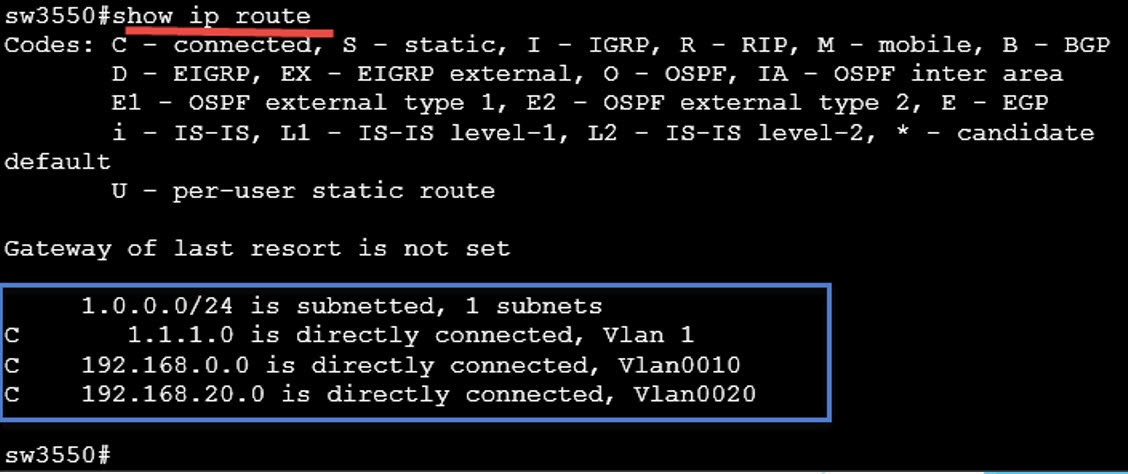 sw3550#show ip route
Codes: C - connected, S - static, I - IGRP, R - RIP, M - mobile, B - BGP
D - EIGRP, EX - EIGRP external, O - OSPF, IA - OSPF inter area
E1 - OSPF external type 1, E2 - OSPF external type 2, E - EGP
i - IS-IS, L1 - IS-IS level-1, L2 - IS-IS level-2, * - candidate
default
U - per-user static route
Gateway of last resort is not set
1.0.0.0/24 is subnetted, 1 subnets
C 1.1.1.0 is directly connected, Vlan 1
C 192.168.0.0 is directly connected, Vlan0010
C 192.168.20.0 is directly connected, Vlan0020
sw3550#